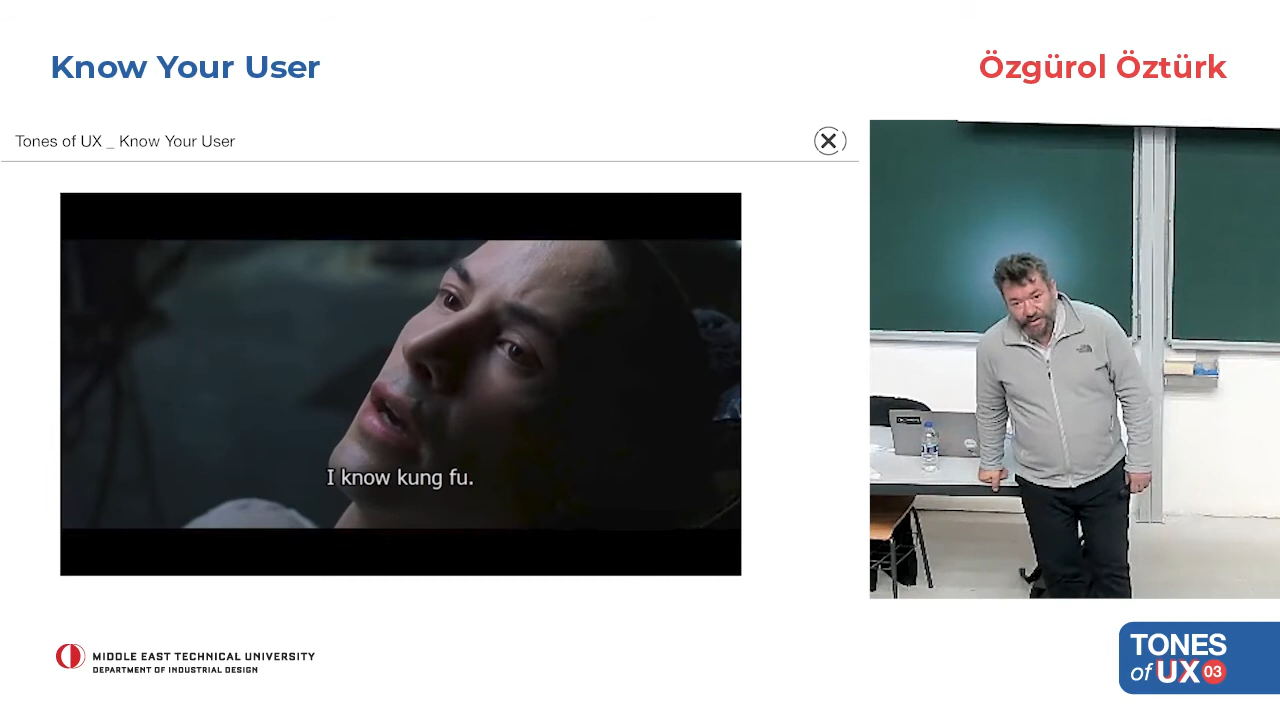 Know Your User
Özgürol Öztürk
Tones of UX _ Know Your User
I know kung fu.
MIDDLE EAST TECHNICAL UNIVERSITY
DEPARTMENT OF INDUSTRIAL DESIGN
TONES
of UX 03